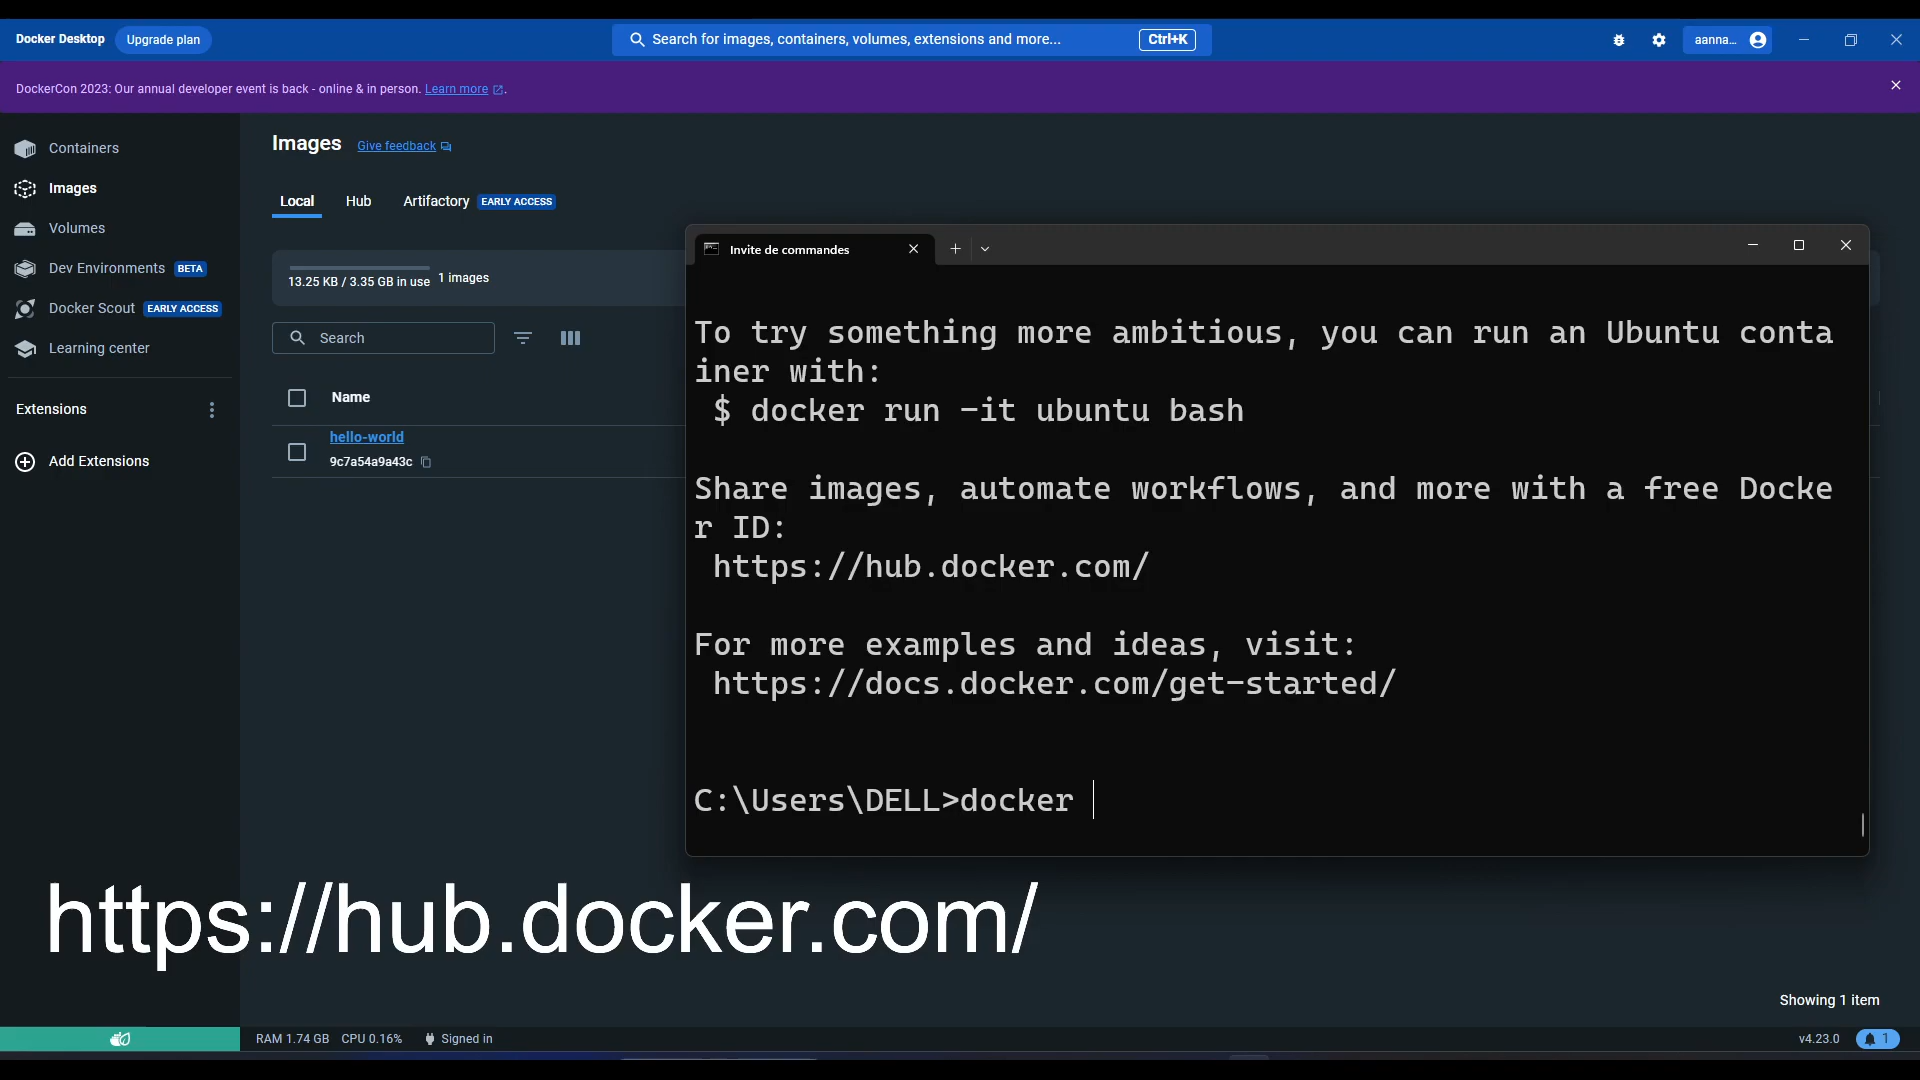 Docker Desktop
Upgrade plan
Search for images, containers, volumes, extensions and more...
Ctrl+K
aanna...
DockerCon 2023: Our annual developer event is back - online & in person. Learn more .
Containers
Images
Volumes
Dev Environments BETA
Docker Scout EARLY ACCESS
Learning center
Extensions
Add Extensions
Images Give feedback
Local Hub Artifactory EARLY ACCESS
13.25 KB / 3.35 GB in use 1 images
Search
Name
hello-world
9c7a54a9a43c
Invite de commandes
To try something more ambitious, you can run an Ubuntu conta
iner with:
$ docker run -it ubuntu bash
Share images, automate workflows, and more with a free Docke
r ID:
https://hub.docker.com/
For more examples and ideas, visit:
https://docs.docker.com/get-started/
C:\Users\DELL>docker
https://hub.docker.com/
Showing 1 item
RAM 1.74 GB CPU 0.16% Signed in
v4.23.0
1